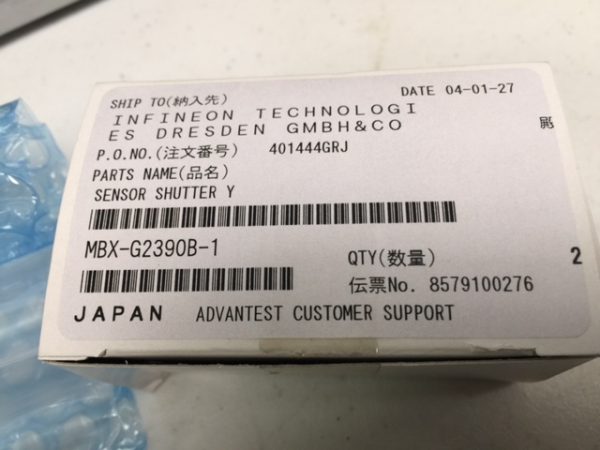 SHIP TO(納入先)
DATE 04-01-27
INFINEON TECHNOLOGI
ES DRESDEN GMBH&CO
P.O.NO.(注文番号) 401444GRJ
PARTS NAME(品名)
SENSOR SHUTTER Y
MBX-G2390B-1
QTY(数量) 2
伝票No. 8579100276
JAPAN ADVANTEST CUSTOMER SUPPORT